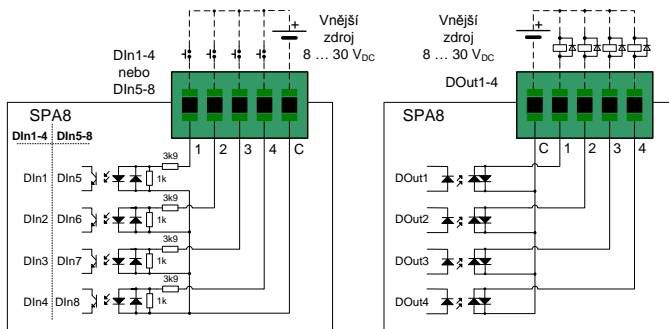 Vnější
zdroj
8 … 30 VDC
+
DIn1-4
nebo
DIn5-8
SPA8
DIn1-4 DIn5-8
1 2 3 4 C
DIn1 DIn5 3k9 1k
DIn2 DIn6 3k9 1k
DIn3 DIn7 3k9 1k
DIn4 DIn8 3k9 1k
Vnější
zdroj
8 … 30 VDC
+
DOut1-4
SPA8
C 1 2 3 4
DOut1
DOut2
DOut3
DOut4